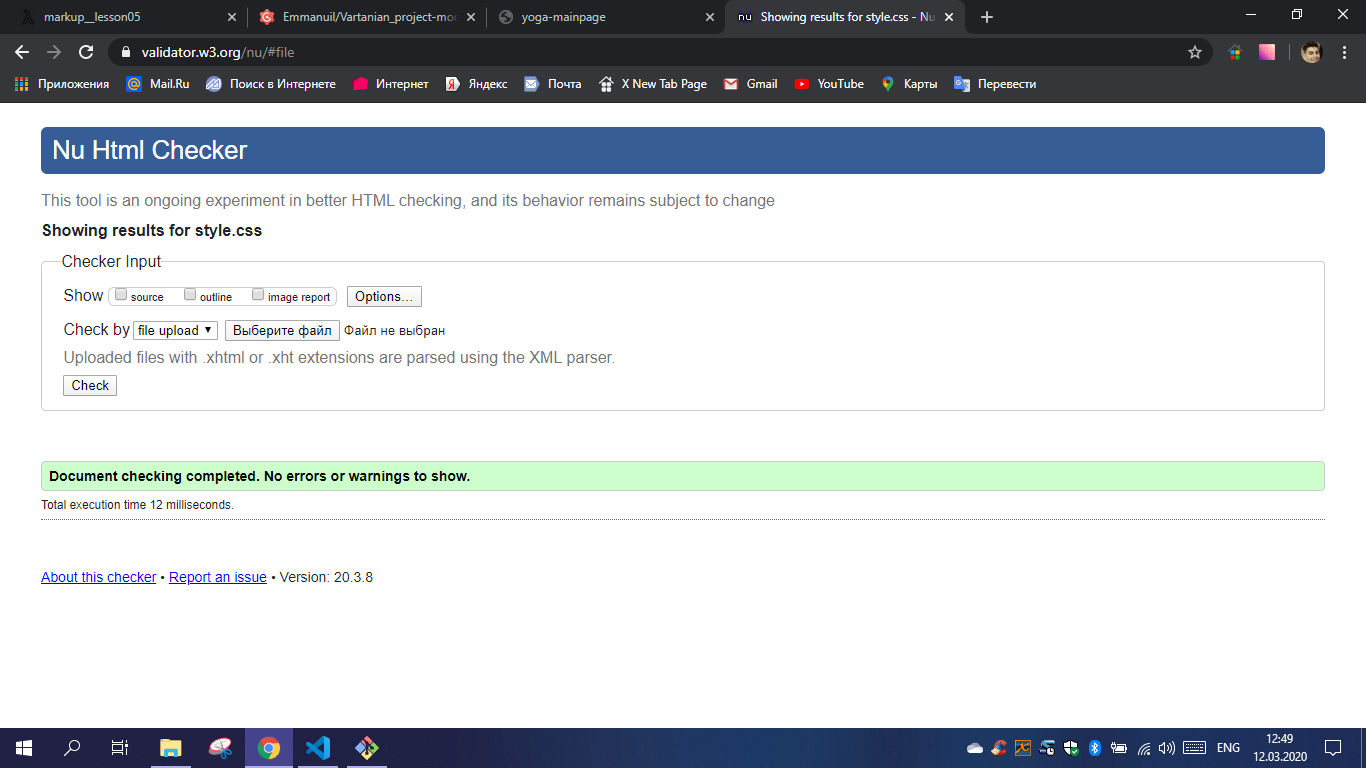 markup__lesson05
Emmanuil/Vartanian_project-moc
yoga-mainpage
nu Showing results for style.css - Nu
validator.w3.org/nu/#file
Приложения @ Mail.Ru Поиск в Интернете Интернет Я Яндекс Почта X New Tab Page Gmail YouTube Карты Перевести
Nu Html Checker
This tool is an ongoing experiment in better HTML checking, and its behavior remains subject to change
Showing results for style.css
Checker Input
Show source outline image report Options...
Check by file upload Выберите файл Файл не выбран
Uploaded files with .xhtml or .xht extensions are parsed using the XML parser.
Check
Document checking completed. No errors or warnings to show.
Total execution time 12 milliseconds.
About this checker • Report an issue • Version: 20.3.8
ENG
12:49
12.03.2020